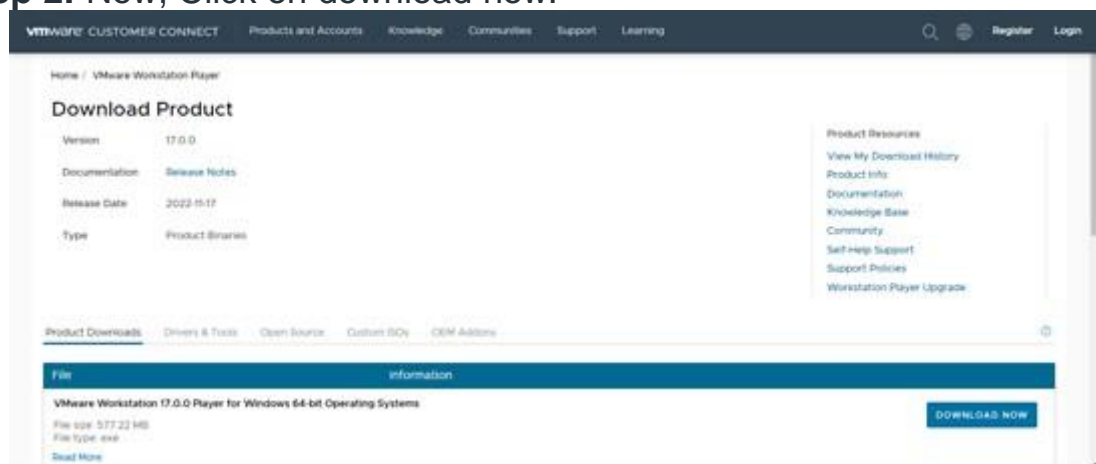 p 2: Now, Click on download now.
vmware CUSTOMER CONNECT Products and Accounts Knowledge Communities Support Learning Register Login
Home / VMware Workstation Player
Download Product
Version 17.0.0
Documentation Release Notes
Release Date 2022-11-17
Type Product Binaries
Product Resources
View My Download History
Product Info
Documentation
Knowledge Base
Community
Self-Help Support
Support Policies
Workstation Player Upgrade
Product Downloads Drivers & Tools Open Source Custom ISOs OEM Addons
File Information
VMware Workstation 17.0.0 Player for Windows 64-bit Operating Systems
File size: 577.22 MB
File type: exe
DOWNLOAD NOW
Read More